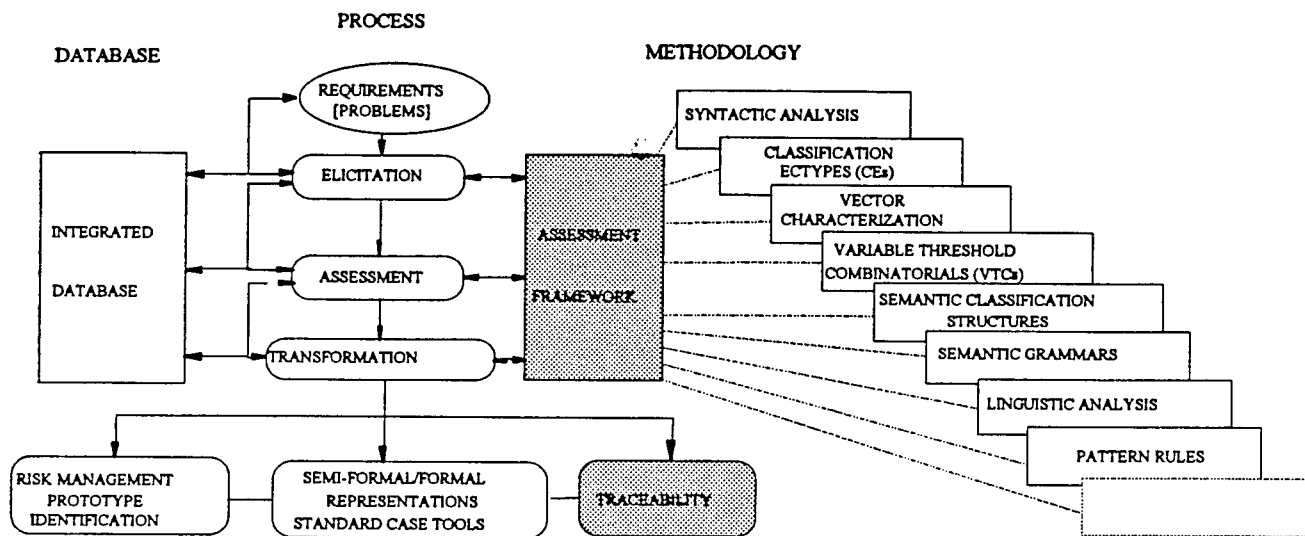 PROCESS
DATABASE
METHODOLOGY
REQUIREMENTS
[PROBLEMS]
SYNTACTIC ANALYSIS
CLASSIFICATION
ECTYPES (CEs)
ELICITATION
VECTOR
CHARACTERIZATION
INTEGRATED
DATABASE
ASSESSMENT
FRAMEWORK
VARIABLE THRESHOLD
COMBINATORIALS (VTCs)
ASSESSMENT
SEMANTIC CLASSIFICATION
STRUCTURES
TRANSFORMATION
SEMANTIC GRAMMARS
LINGUISTIC ANALYSIS
PATTERN RULES
RISK MANAGEMENT
PROTOTYPE
IDENTIFICATION
SEMI-FORMAL/FORMAL
REPRESENTATIONS
STANDARD CASE TOOLS
TRACEABILITY